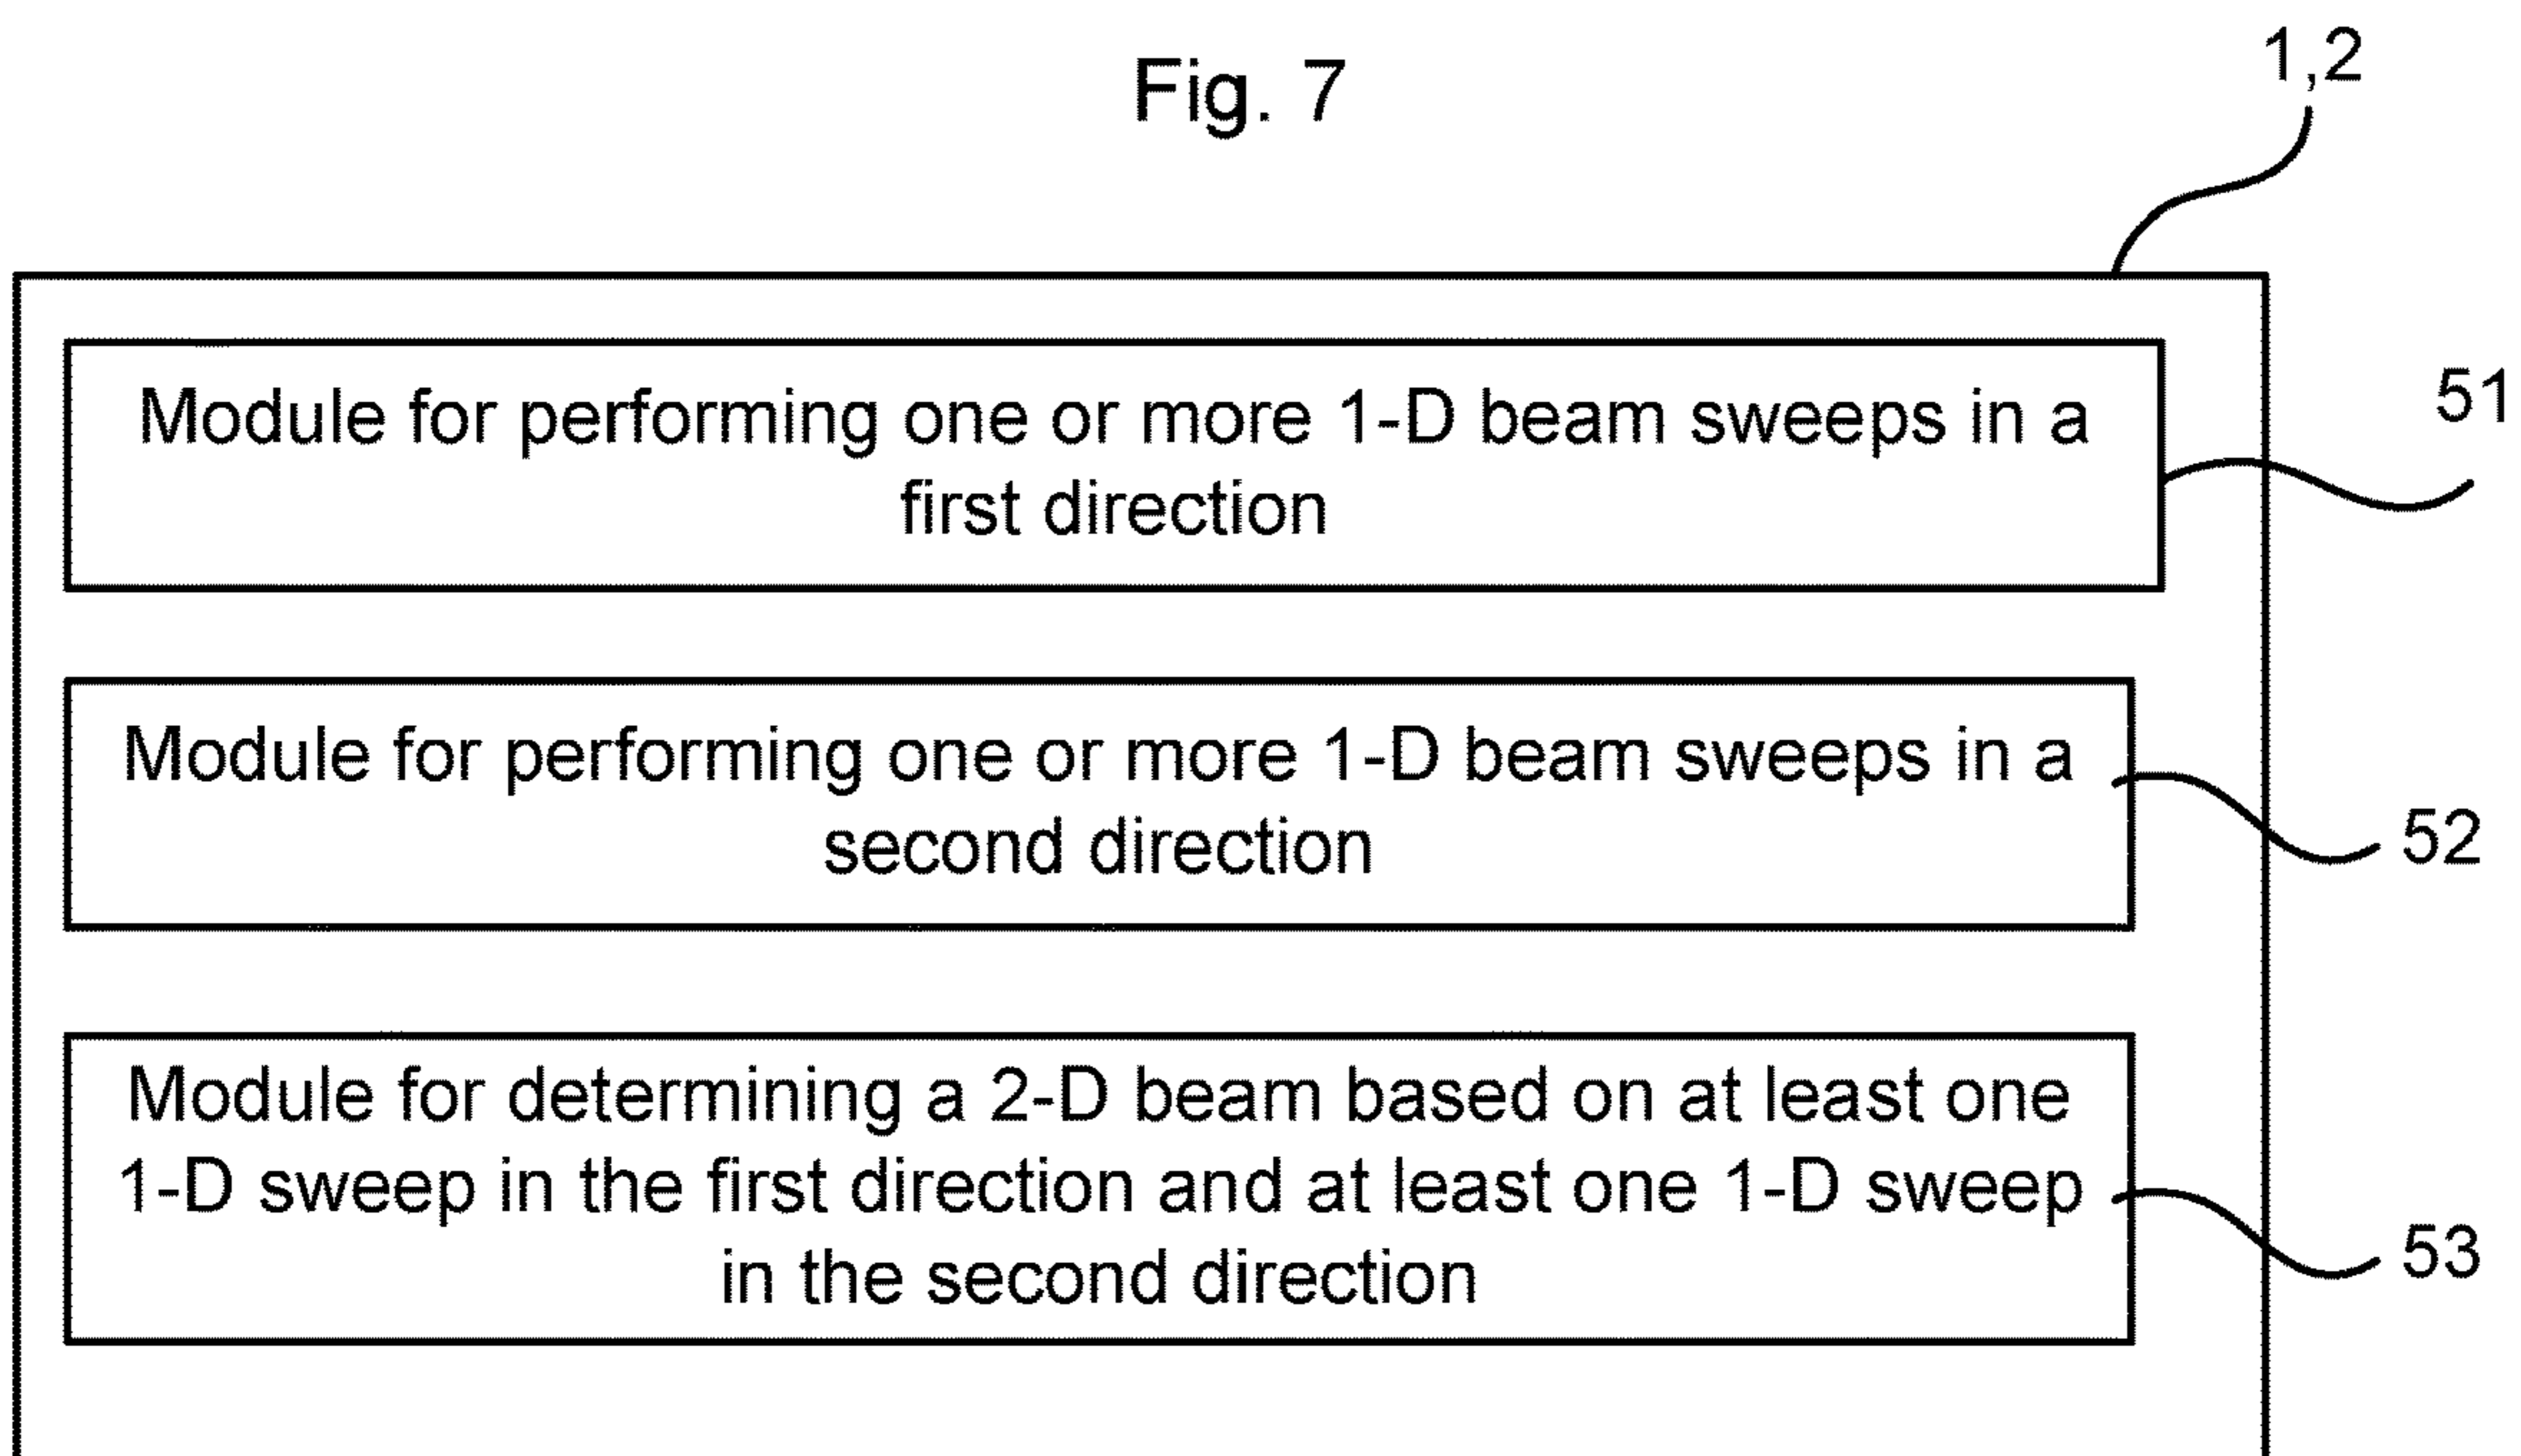 Fig. 7
1,2
Module for performing one or more 1-D beam sweeps in a
first direction
51
Module for performing one or more 1-D beam sweeps in a
second direction
52
Module for determining a 2-D beam based on at least one
1-D sweep in the first direction and at least one 1-D sweep
in the second direction
53